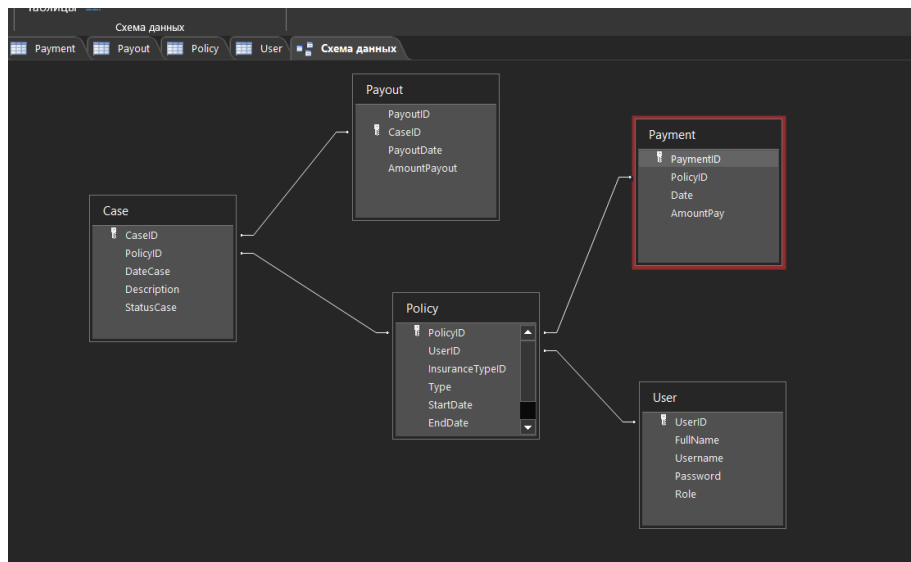 Таблицы
Схема данных
Payment
Payout
Policy
User
Схема данных
Payout
PayoutID
CaseID
PayoutDate
AmountPayout
Payment
PaymentID
PolicyID
Date
AmountPay
Case
CaseID
PolicyID
DateCase
Description
StatusCase
Policy
PolicyID
UserID
InsuranceTypeID
Type
StartDate
EndDate
User
UserID
FullName
Username
Password
Role